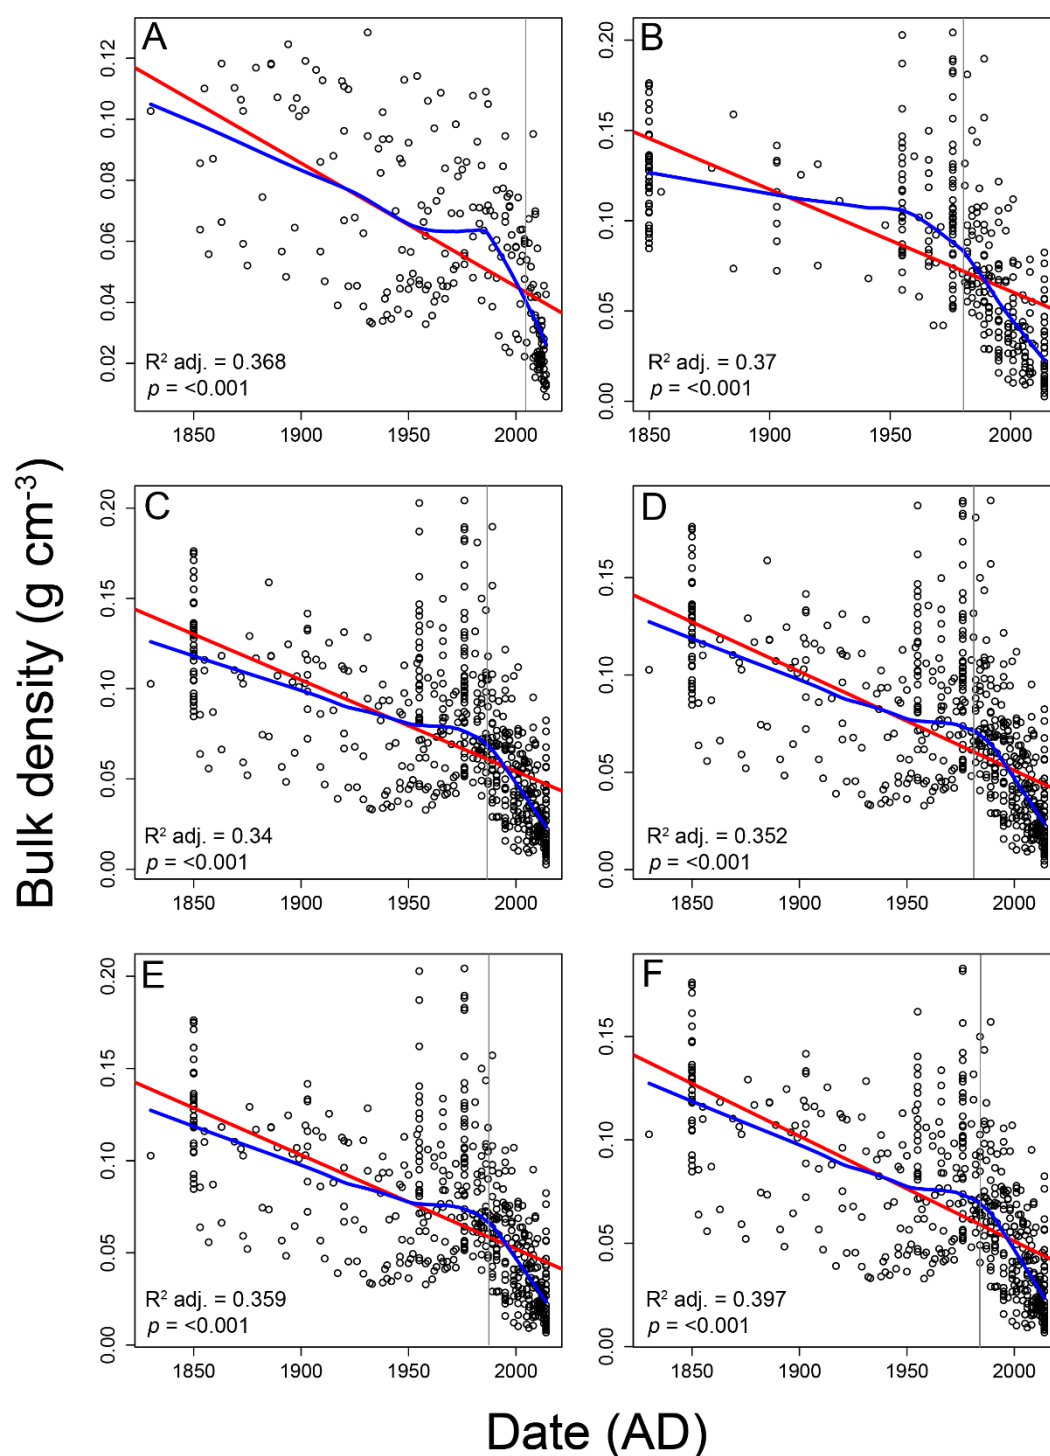 Bulk density (g cm-3)
A
0.12
0.10
0.08
0.06
0.04
0.02
R² adj. = 0.368
p = <0.001
1850 1900 1950 2000
B
0.20
0.15
0.10
0.05
0.00
R² adj. = 0.37
p = <0.001
1850 1900 1950 2000
C
0.20
0.15
0.10
0.05
0.00
R² adj. = 0.34
p = <0.001
1850 1900 1950 2000
D
0.15
0.10
0.05
0.00
R² adj. = 0.352
p = <0.001
1850 1900 1950 2000
E
0.20
0.15
0.10
0.05
0.00
R² adj. = 0.359
p = <0.001
1850 1900 1950 2000
F
0.15
0.10
0.05
0.00
R² adj. = 0.397
p = <0.001
1850 1900 1950 2000
Date (AD)